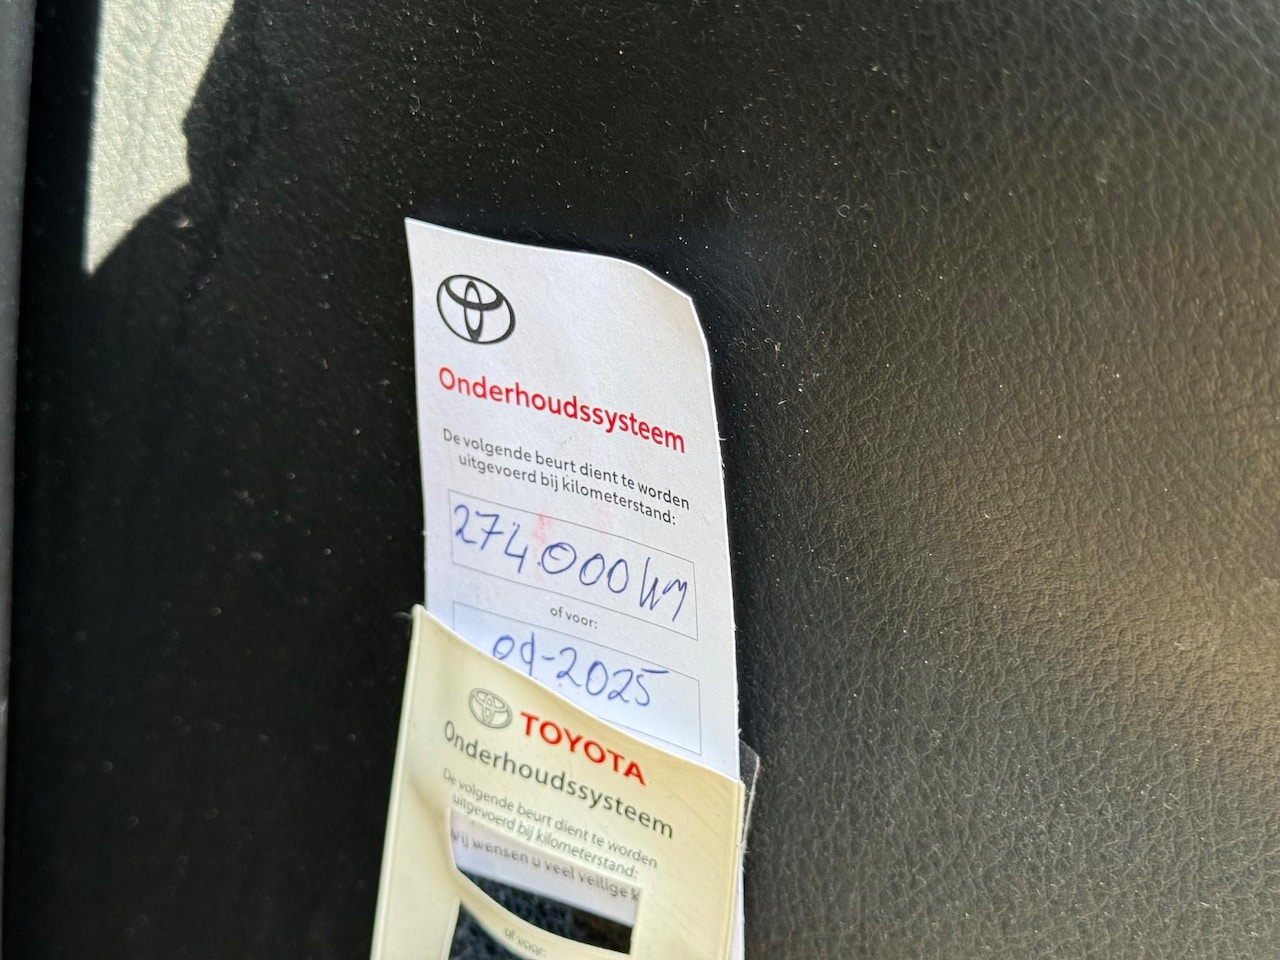 Onderhoudssysteem
De volgende beurt dient te worden
uitgevoerd bij kilometerstand:
274.000 km
of voor:
09-2025
TOYOTA
Onderhoudssysteem
De volgende beurt dient te worden
uitgevoerd bij kilometerstand:
Wij wensen u veel veilige k
of voor: